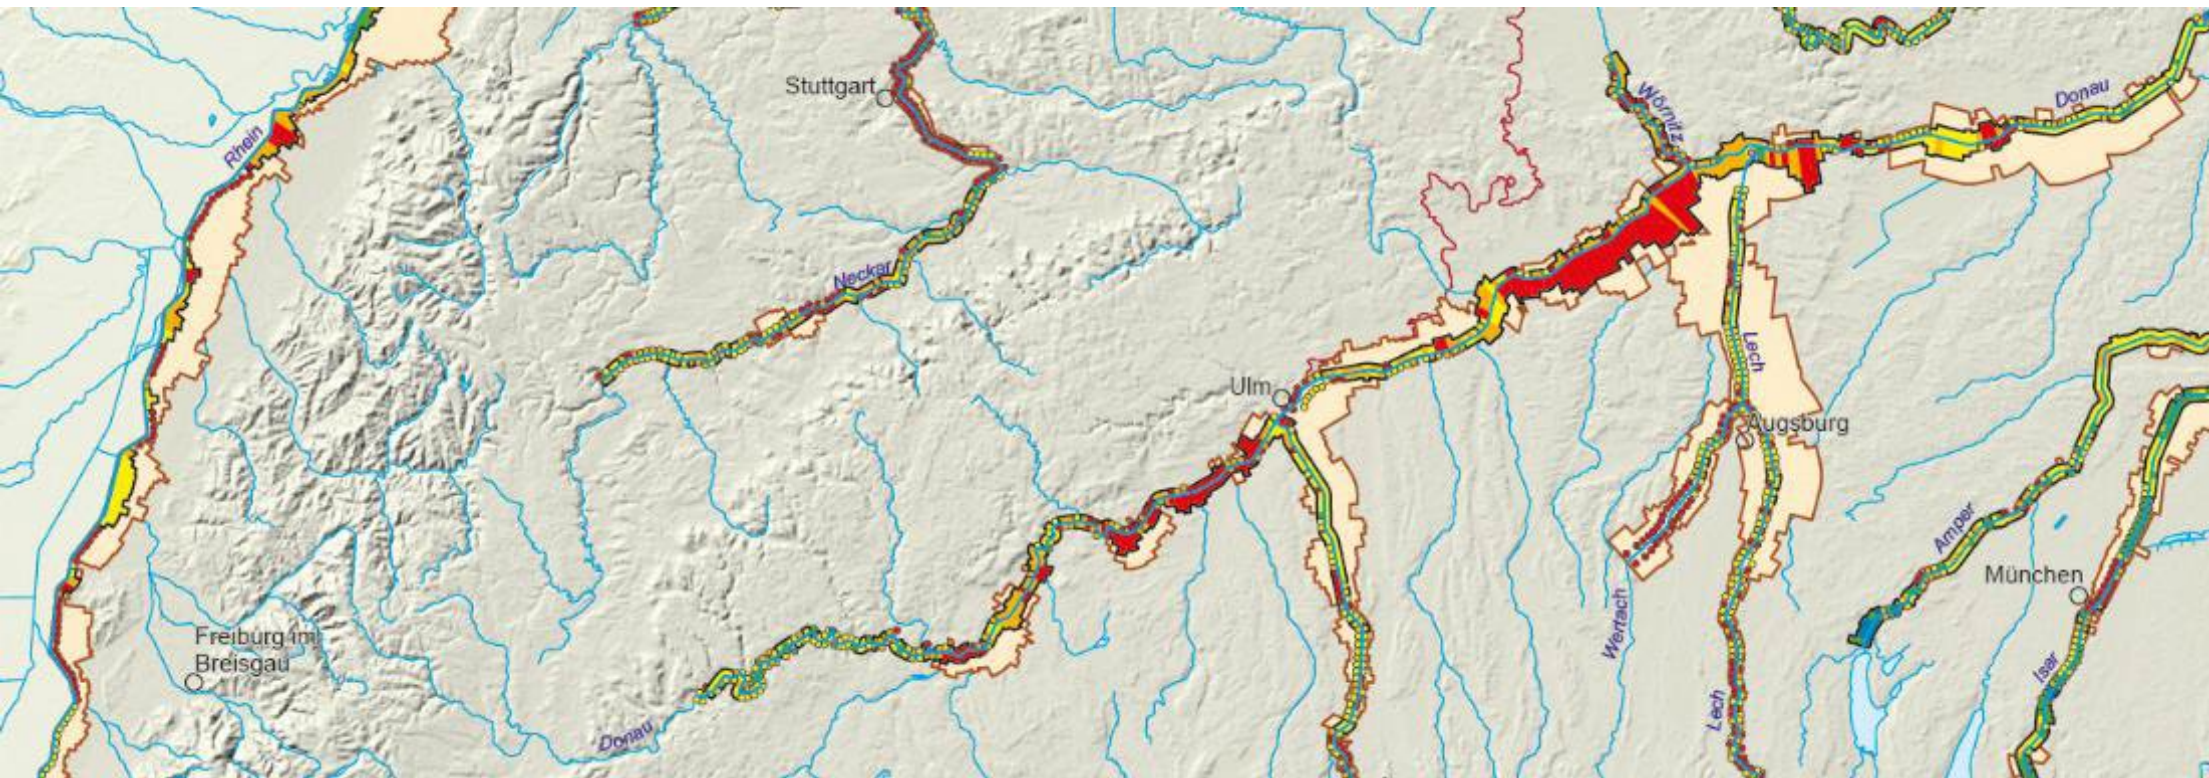 Stuttgart
Wörnitz
Donau
Rhein
Neckar
Lech
Ulm
Augsburg
Amper
München
Freiburg im
Breisgau
Wertach
Isar
Lech
Donau